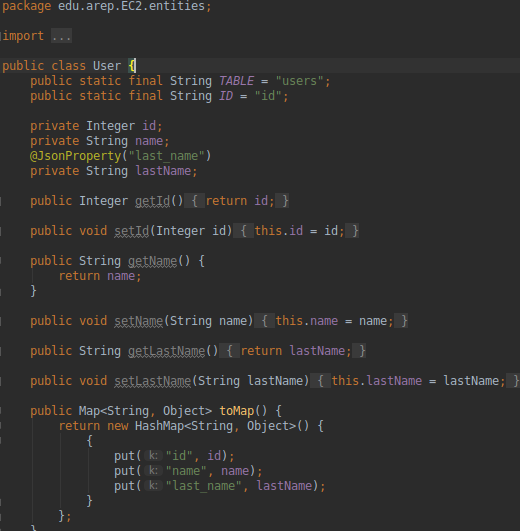 package edu.arep.EC2.entities;
import ...
public class User {
public static final String TABLE = "users";
public static final String ID = "id";
private Integer id;
private String name;
@JsonProperty("last_name")
private String lastName;
public Integer getId() { return id; }
public void setId(Integer id) { this.id = id; }
public String getName() {
return name;
}
public void setName(String name) { this.name = name; }
public String getLastName() { return lastName; }
public void setLastName(String lastName) { this.lastName = lastName; }
public Map<String, Object> toMap() {
return new HashMap<String, Object>() {
{
put( k: "id", id);
put( k: "name", name);
put( k: "last_name", lastName);
}
};
}